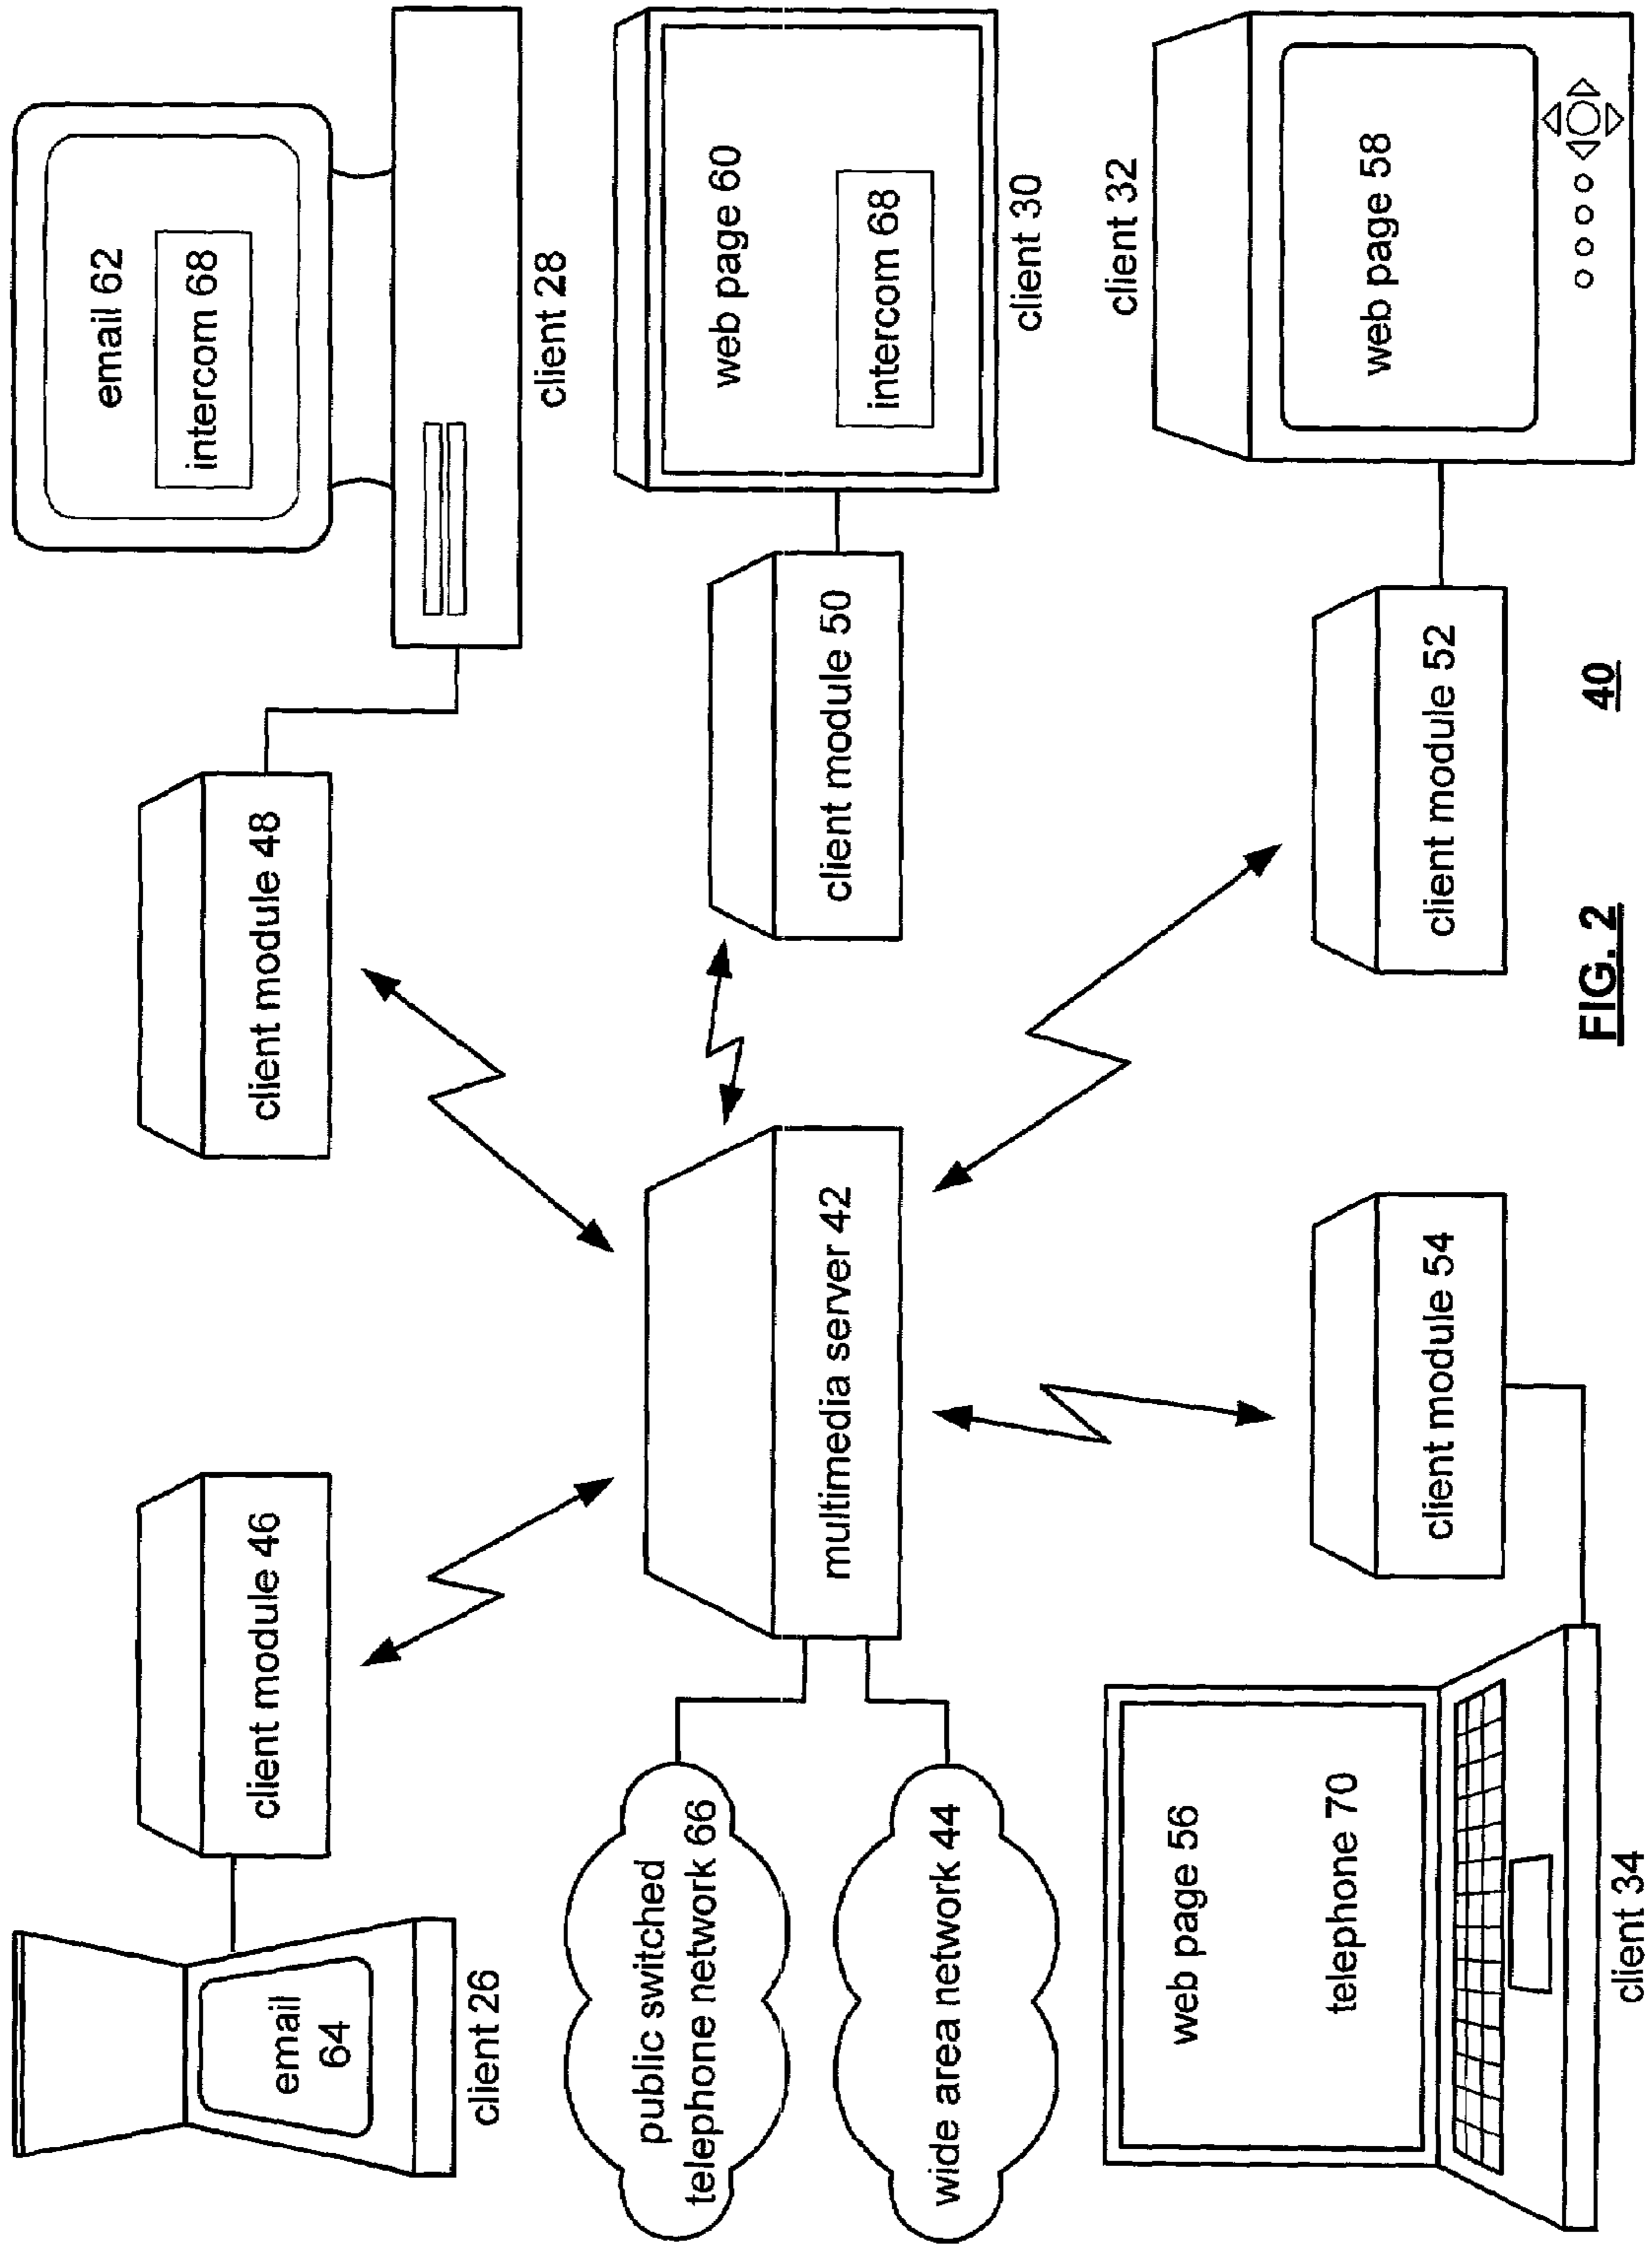 email
64
client 26
client module 46
client module 48
email 62
intercom 68
client 28
public switched
telephone network 66
wide area network 44
multimedia server 42
client module 50
web page 60
intercom 68
client 30
web page 56
telephone 70
client 34
client module 54
client module 52
client 32
web page 58
FIG. 2
40